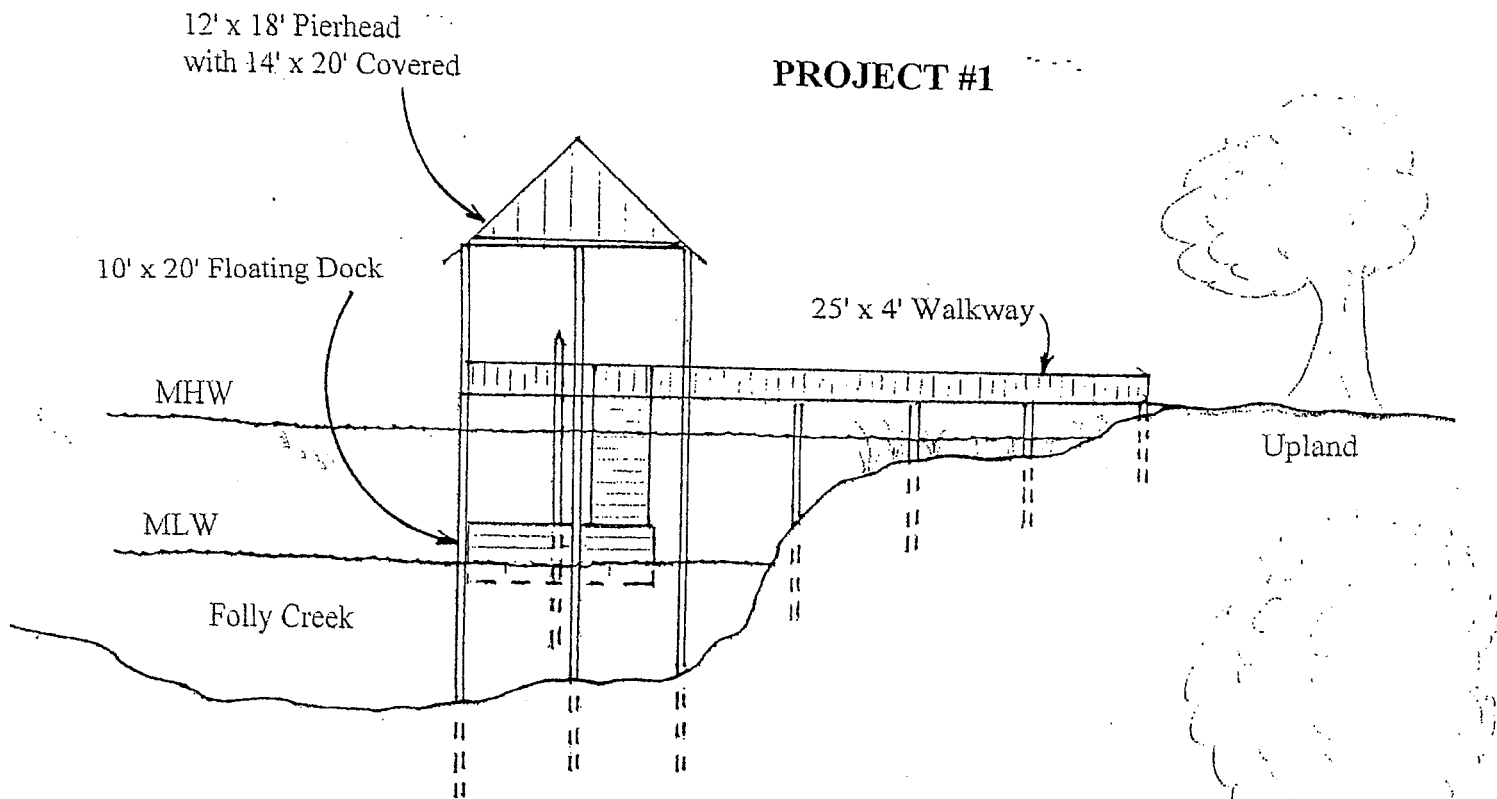 12' x 18' Pierhead
with 14' x 20' Covered
PROJECT #1
10' x 20' Floating Dock
25' x 4' Walkway
MHW
Upland
MLW
Folly Creek